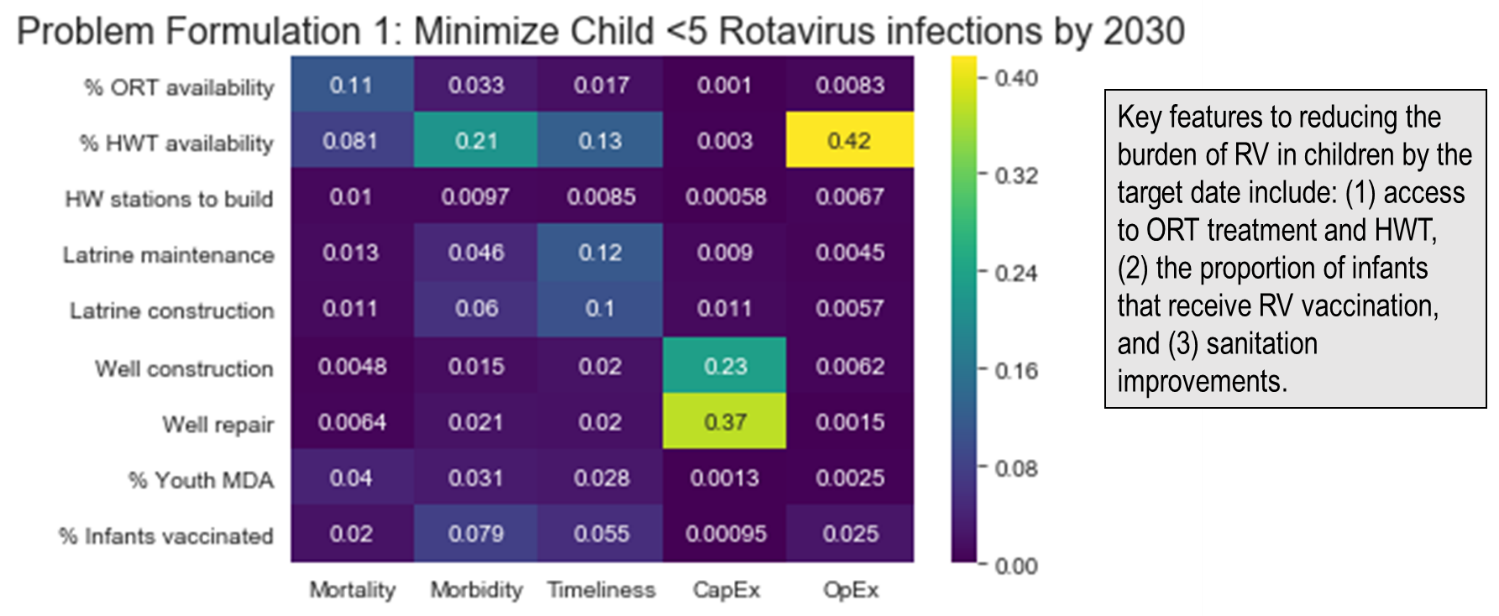 Problem Formulation 1: Minimize Child <5 Rotavirus infections by 2030
% ORT availability 0.11 0.033 0.017 0.001 0.0083
% HWT availability 0.081 0.21 0.13 0.003 0.42
HW stations to build 0.01 0.0097 0.0085 0.00058 0.0067
Latrine maintenance 0.013 0.046 0.12 0.009 0.0045
Latrine construction 0.011 0.06 0.1 0.011 0.0057
Well construction 0.0048 0.015 0.02 0.23 0.0062
Well repair 0.0064 0.021 0.02 0.37 0.0015
% Youth MDA 0.04 0.031 0.028 0.0013 0.0025
% Infants vaccinated 0.02 0.079 0.055 0.00095 0.025
Mortality Morbidity Timeliness CapEx OpEx
0.40
0.32
0.24
0.16
0.08
0.00
Key features to reducing the
burden of RV in children by the
target date include: (1) access
to ORT treatment and HWT,
(2) the proportion of infants
that receive RV vaccination,
and (3) sanitation
improvements.